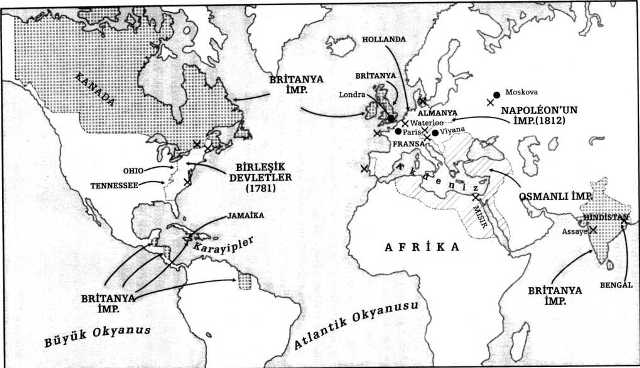 KANADA
BRİTANYA
İMP.
OHIO
TENNESSEE
BİRLEŞİK
DEVLETLER
(1781)
JAMAİKA
Karayipler
BRİTANYA
İMP.
Büyük Okyanus
HOLLANDA
BRİTANYA
Londra
ALMANYA
Waterloo
Paris
Viyana
FRANSA
Moskova
NAPOLÉON'UN
İMP.(1812)
Akdeniz
OSMANLI İMP.
MISIR
AFRİKA
Atlantik Okyanusu
HİNDİSTAN
Assaye
BRİTANYA
İMP.
BENGAL